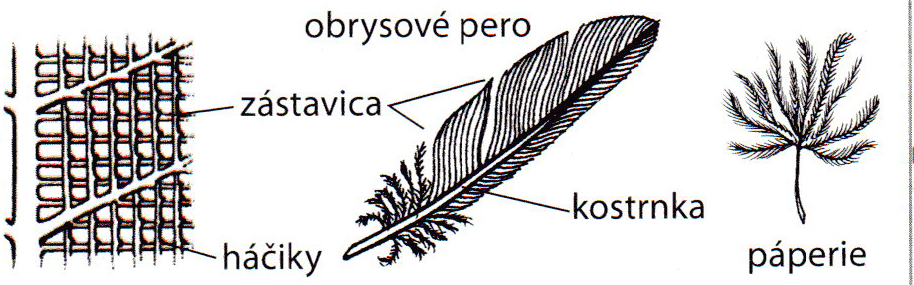 obrysové pero
zástavica
kostrnka
háčiky
páperie